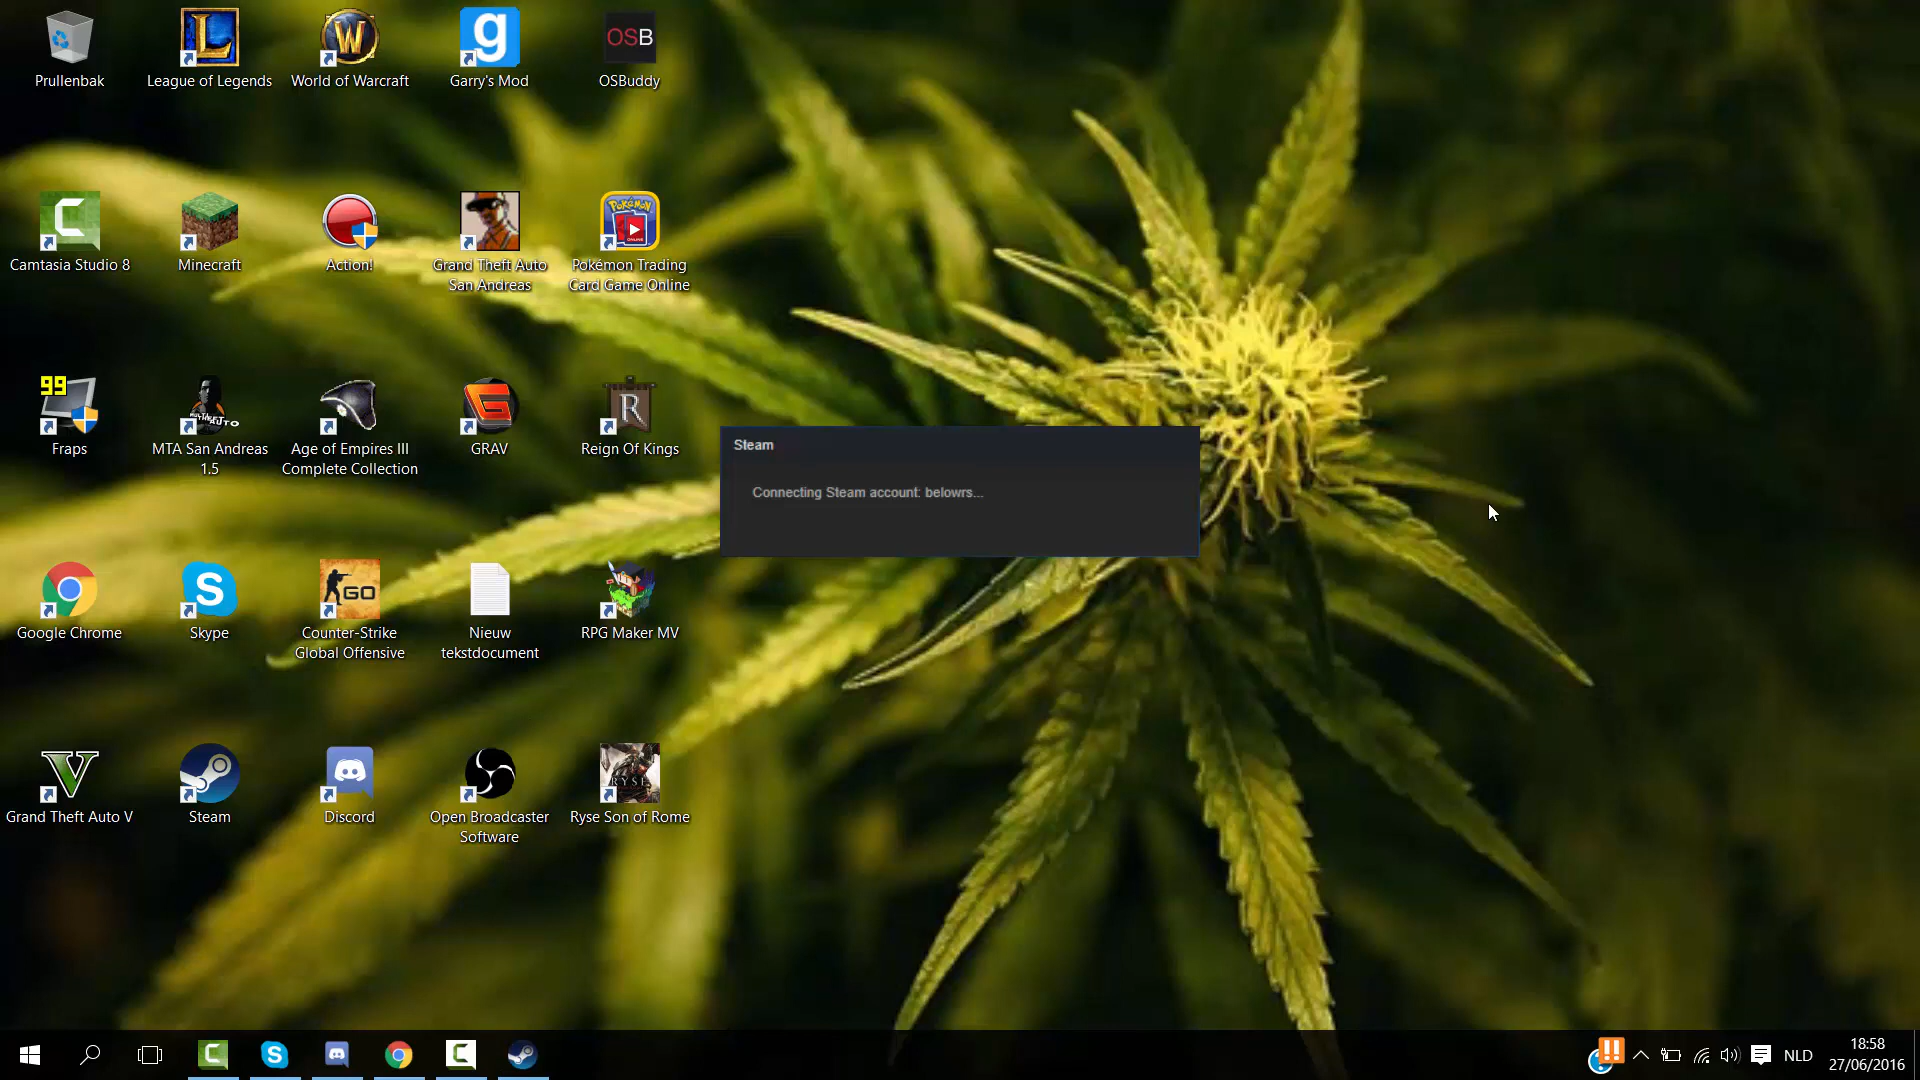 Prullenbak
League of Legends
World of Warcraft
g
Garry's Mod
OSB
OSBuddy
Camtasia Studio 8
Minecraft
Action!
Grand Theft Auto
San Andreas
POKéMON
ONLINE
Pokémon Trading
Card Game Online
99
Fraps
MTA San Andreas
1.5
Age of Empires III
Complete Collection
GRAV
R
Reign Of Kings
Steam
Connecting Steam account: belowrs...
Google Chrome
Skype
GO
Counter-Strike
Global Offensive
Nieuw
tekstdocument
RPG Maker MV
V
Grand Theft Auto V
Steam
Discord
Open Broadcaster
Software
RYSE
Ryse Son of Rome
NLD
18:58
27/06/2016